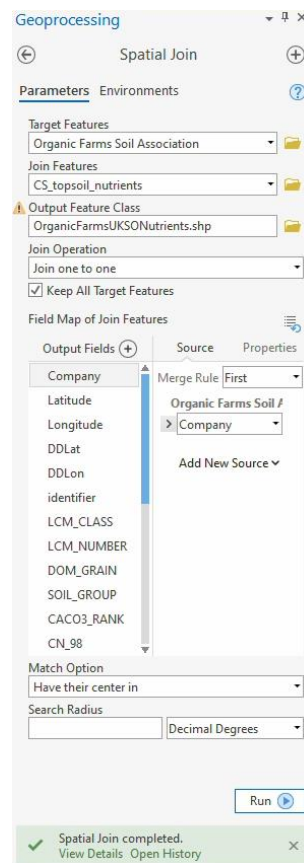 Geoprocessing
Spatial Join
Parameters Environments
Target Features
Organic Farms Soil Association
Join Features
CS_topsoil_nutrients
Output Feature Class
OrganicFarmsUKSONutrients.shp
Join Operation
Join one to one
Keep All Target Features
Field Map of Join Features
Output Fields
Source Properties
Company
Latitude
Longitude
DDLat
DDLon
identifier
LCM_CLASS
LCM_NUMBER
DOM_GRAIN
SOIL_GROUP
CACO3_RANK
CN_98
Merge Rule First
Organic Farms Soil A
Company
Add New Source
Match Option
Have their center in
Search Radius
Decimal Degrees
Run
Spatial Join completed.
View Details Open History